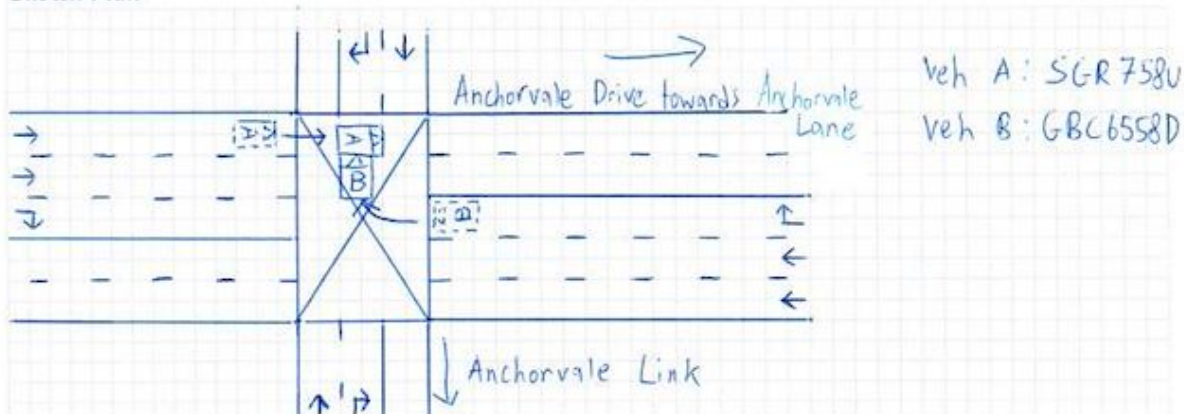 Anchorvale Drive towards Anchorvale
Lane
Veh A: SGR758U
Veh B: GBC6558D
A
A
B
B
Anchorvale Link